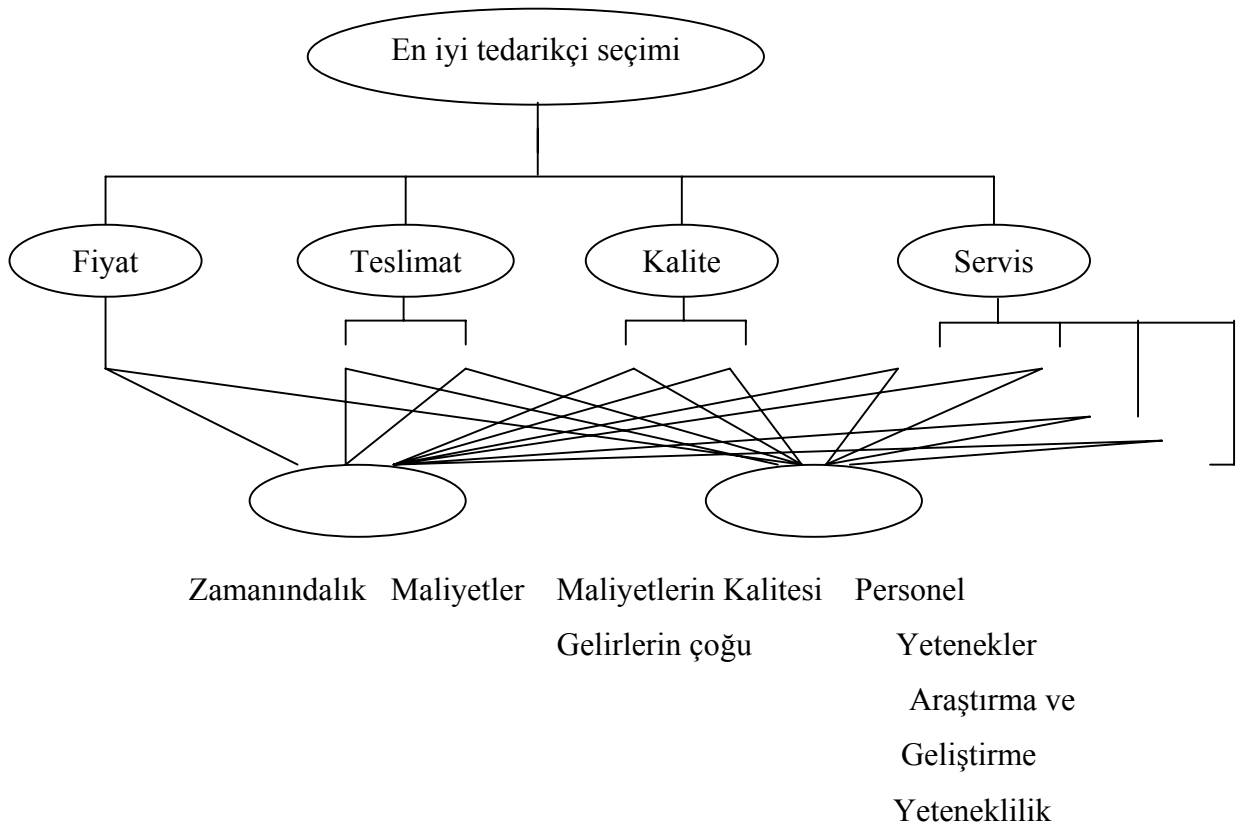 En iyi tedarikçi seçimi
Fiyat Teslimat Kalite Servis
Zamanındalık Maliyetler Maliyetlerin Kalitesi Personel
Gelirlerin çoğu Yetenekler
Araştırma ve
Geliştirme
Yeteneklilik